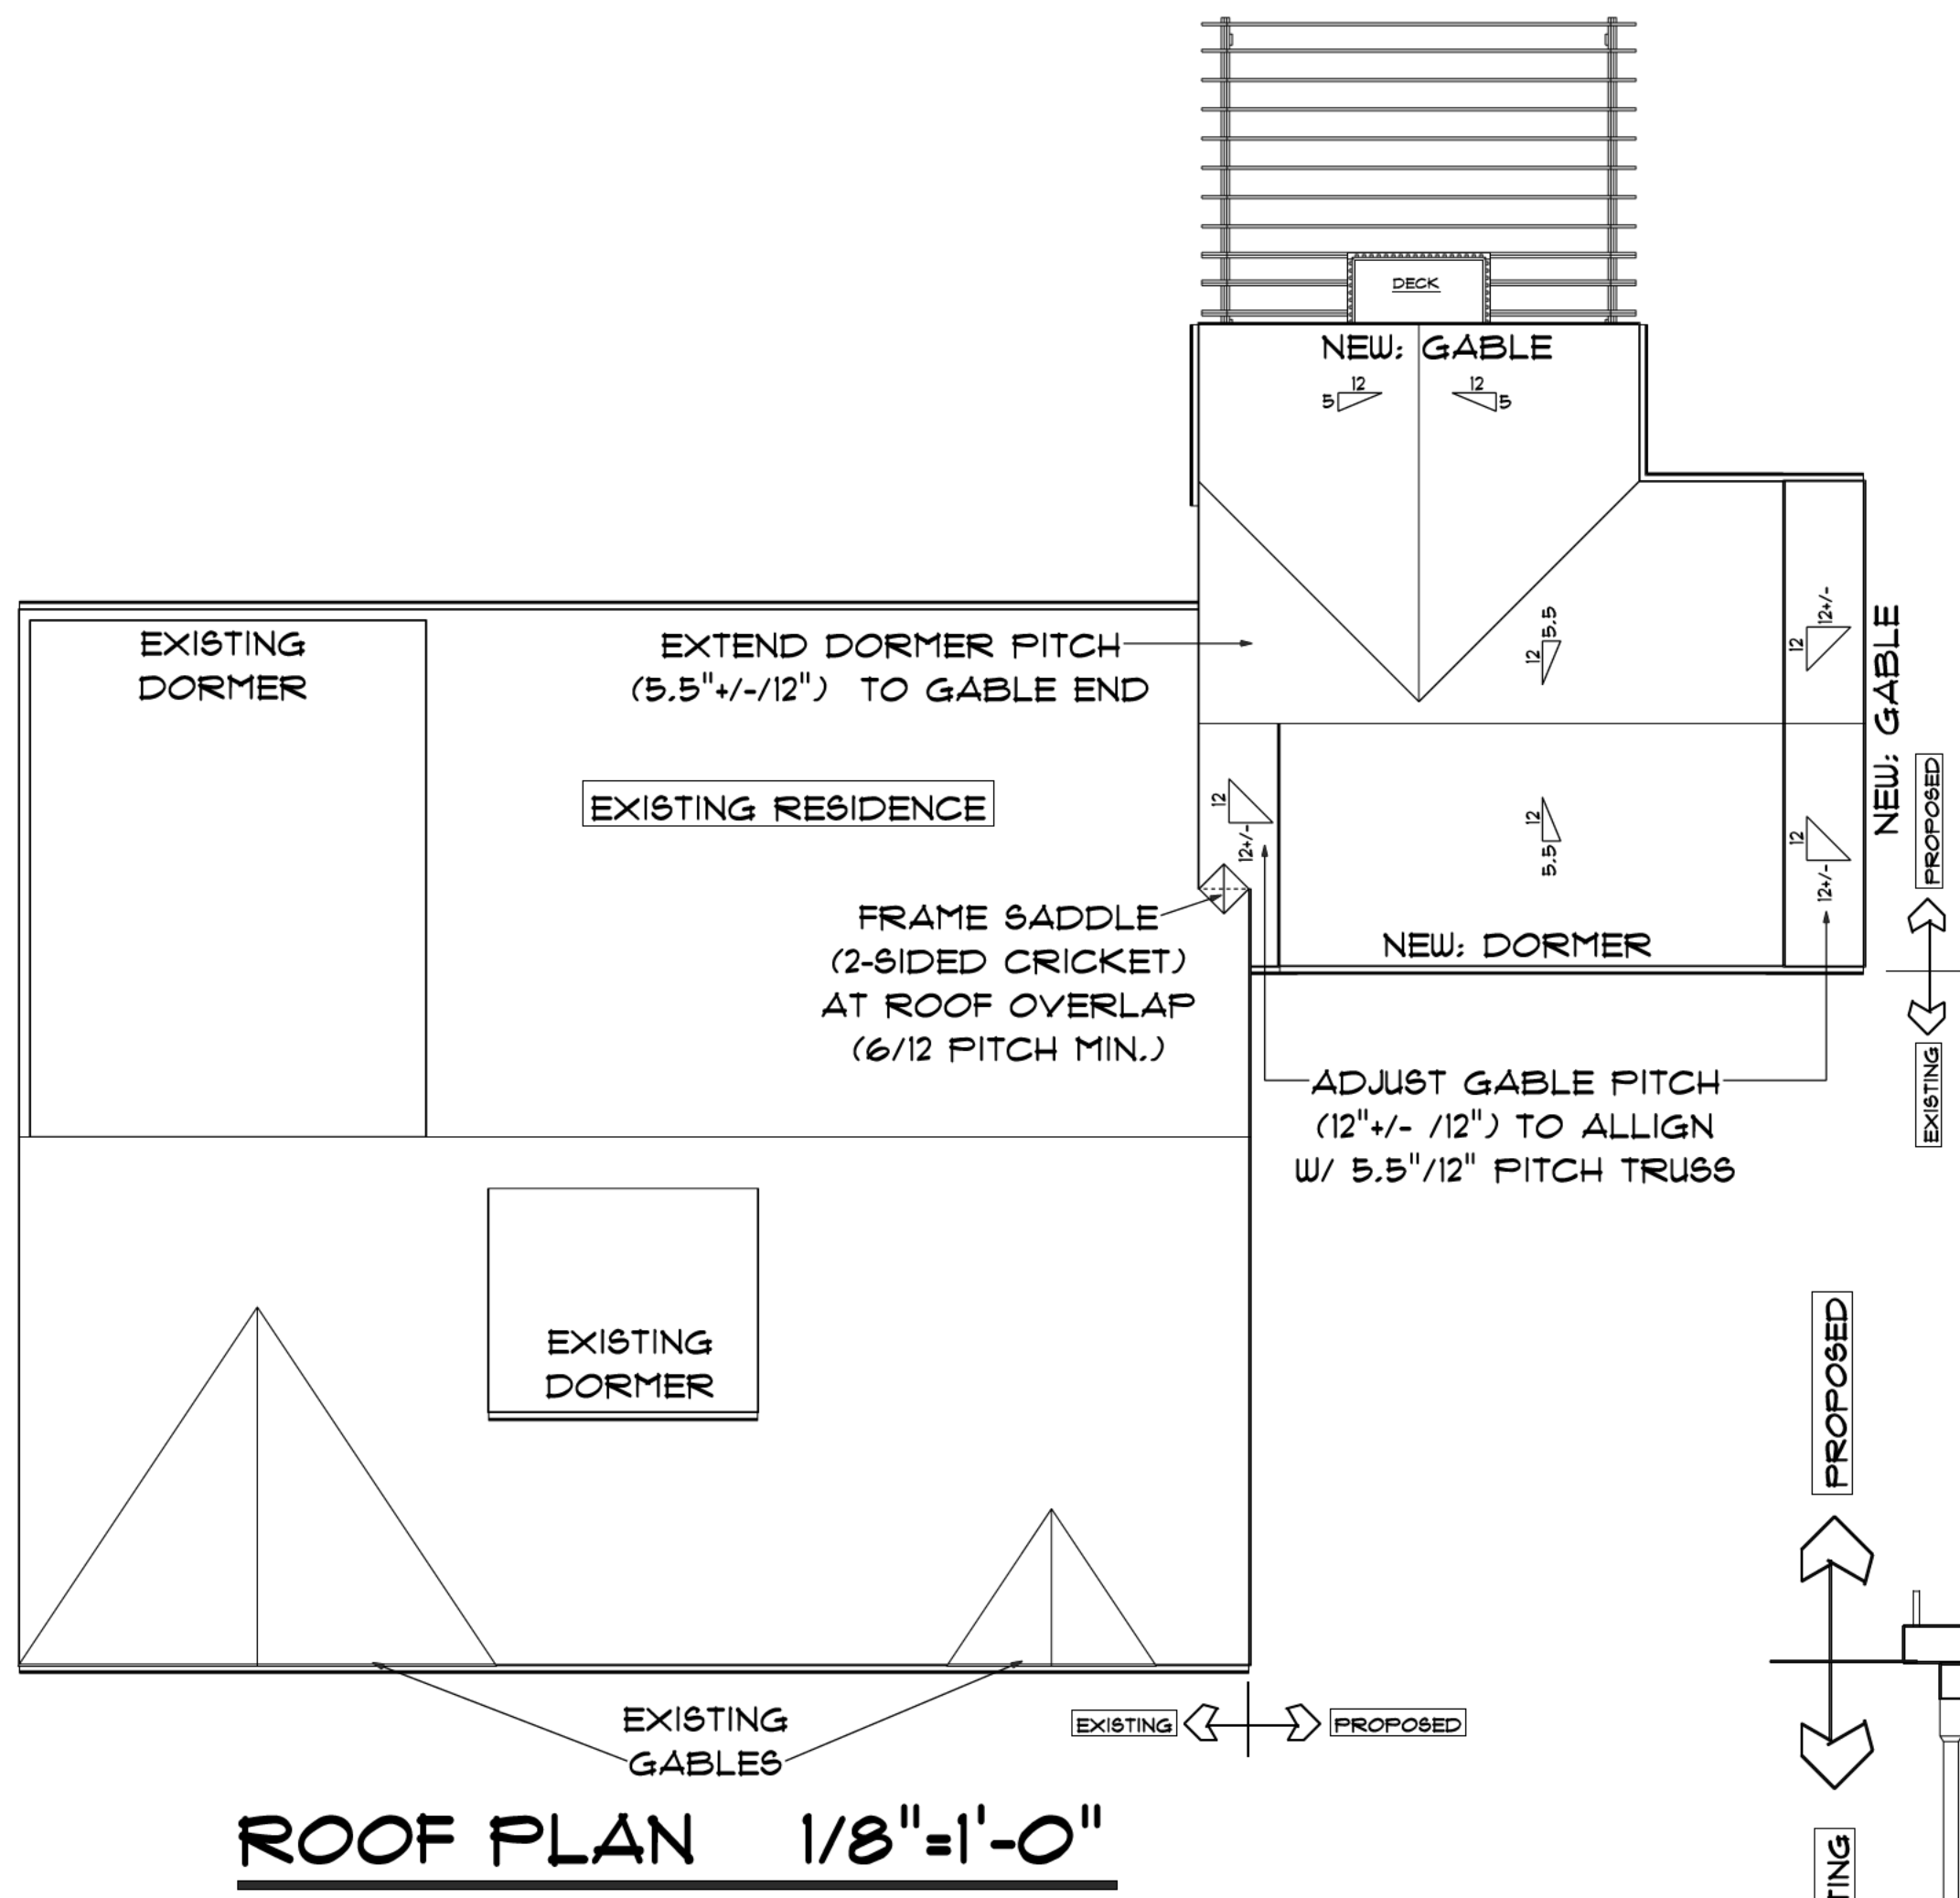 DECK
NEW: GABLE
12
5
12
5
EXISTING
DORMER
EXTEND DORMER PITCH
(5.5"+/-/12") TO GABLE END
12
5.5
12
12+/-
NEW: GABLE
EXISTING RESIDENCE
12
12+/-
12
5.5
12
12+/-
PROPOSED
EXISTING
FRAME SADDLE
(2-SIDED CRICKET)
AT ROOF OVERLAP
(6/12 PITCH MIN.)
NEW: DORMER
ADJUST GABLE PITCH
(12"+/- /12") TO ALLIGN
W/ 5.5"/12" PITCH TRUSS
EXISTING
DORMER
PROPOSED
EXISTING
GABLES
EXISTING
PROPOSED
TING
ROOF PLAN 1/8"=1'-0"